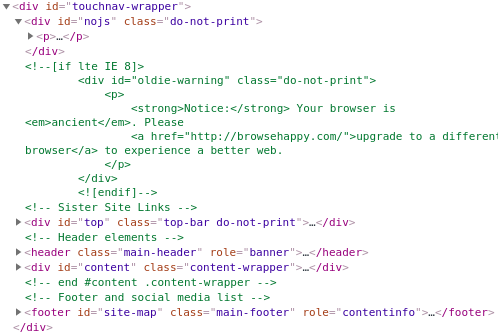 <div id="touchnav-wrapper">
<div id="nojs" class="do-not-print">
<p>…</p>
</div>
<!--[if lte IE 8]>
<div id="oldie-warning" class="do-not-print">
<p>
<strong>Notice:</strong> Your browser is
<em>ancient</em>. Please
<a href="http://browsehappy.com/">upgrade to a different
browser</a> to experience a better web.
</p>
</div>
<![endif]-->
<!-- Sister Site Links -->
<div id="top" class="top-bar do-not-print">…</div>
<!-- Header elements -->
<header class="main-header" role="banner">…</header>
<div id="content" class="content-wrapper">…</div>
<!-- end #content .content-wrapper -->
<!-- Footer and social media list -->
<footer id="site-map" class="main-footer" role="contentinfo">…</footer>
</div>